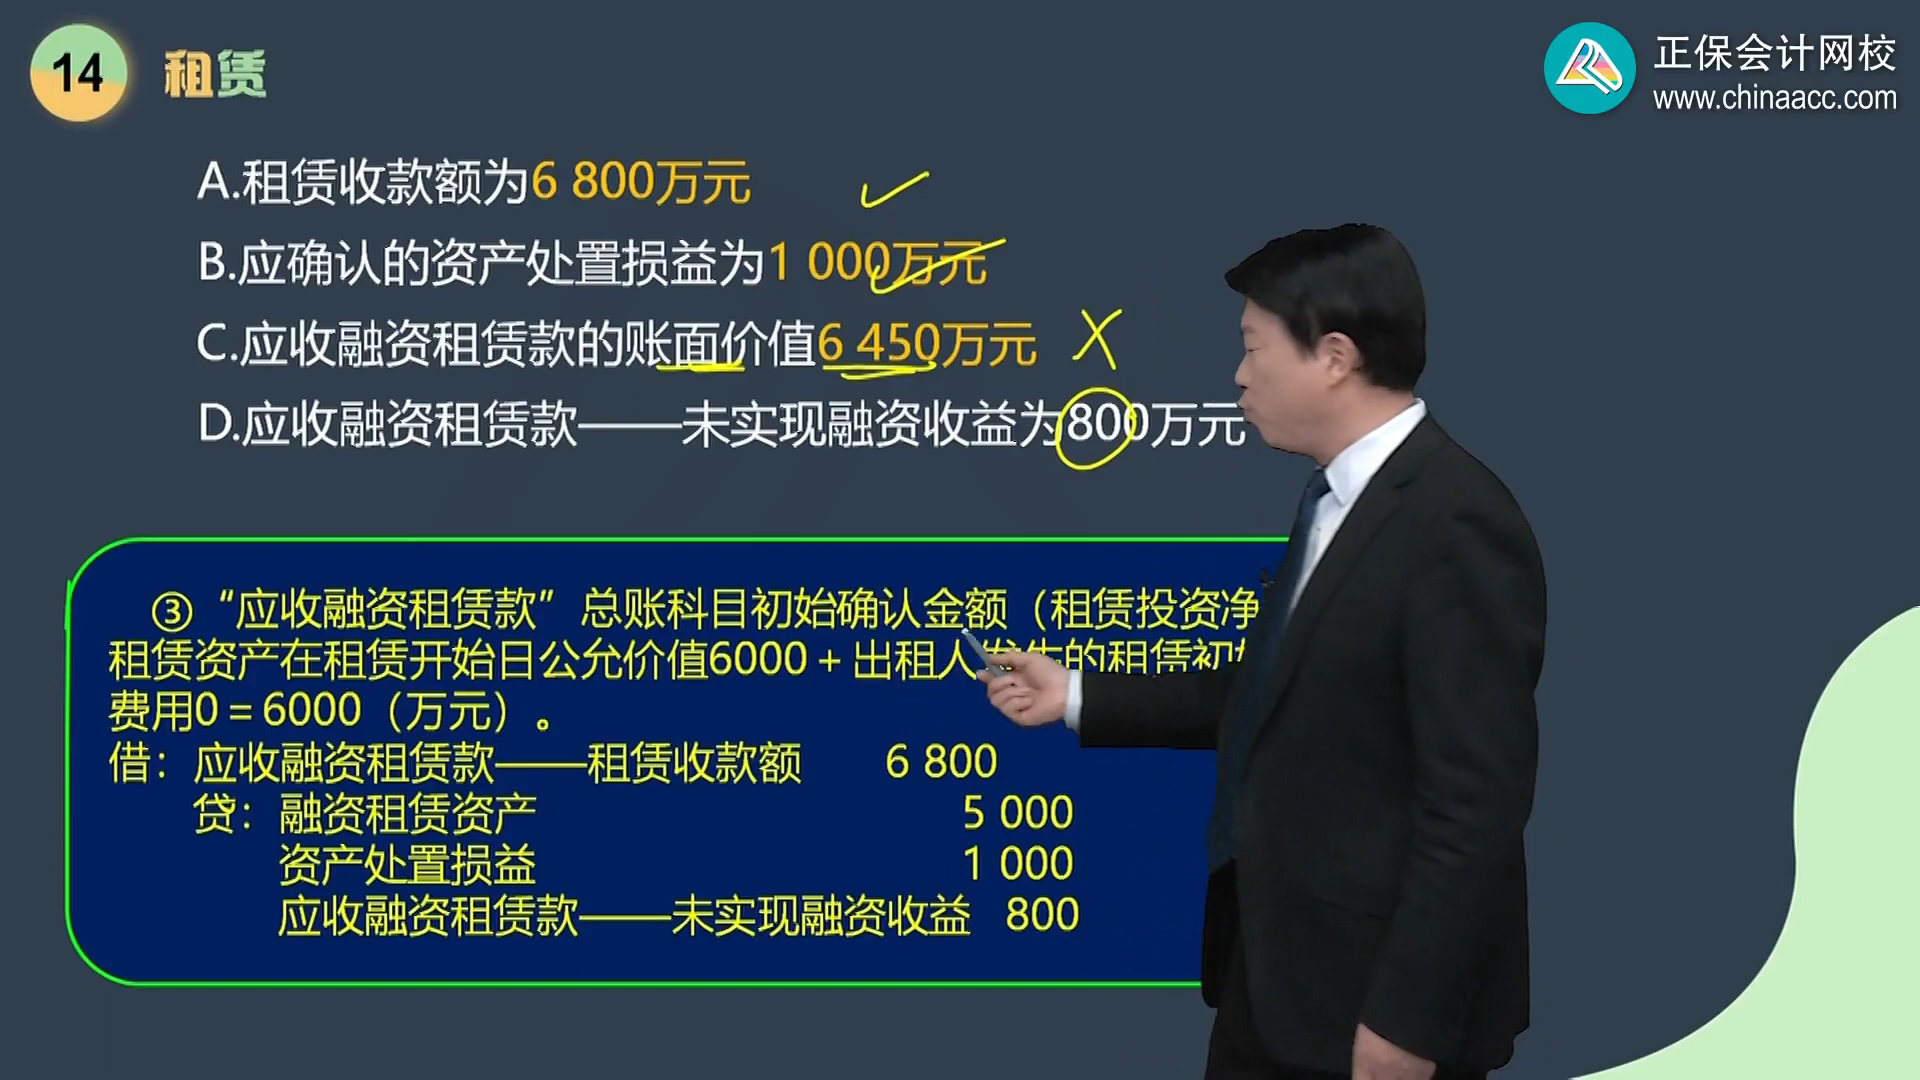 14 租赁
正保会计网校
www.chinaacc.com
A.租赁收款额为6 800万元
B.应确认的资产处置损益为1 000万元
C.应收融资租赁款的账面价值6 450万元
D.应收融资租赁款——未实现融资收益为800万元
③“应收融资租赁款”总账科目初始确认金额（租赁投资净
租赁资产在租赁开始日公允价值6000＋出租人发生的租赁初
费用0＝6000（万元）。
借：应收融资租赁款——租赁收款额 6 800
贷：融资租赁资产 5 000
资产处置损益 1 000
应收融资租赁款——未实现融资收益 800